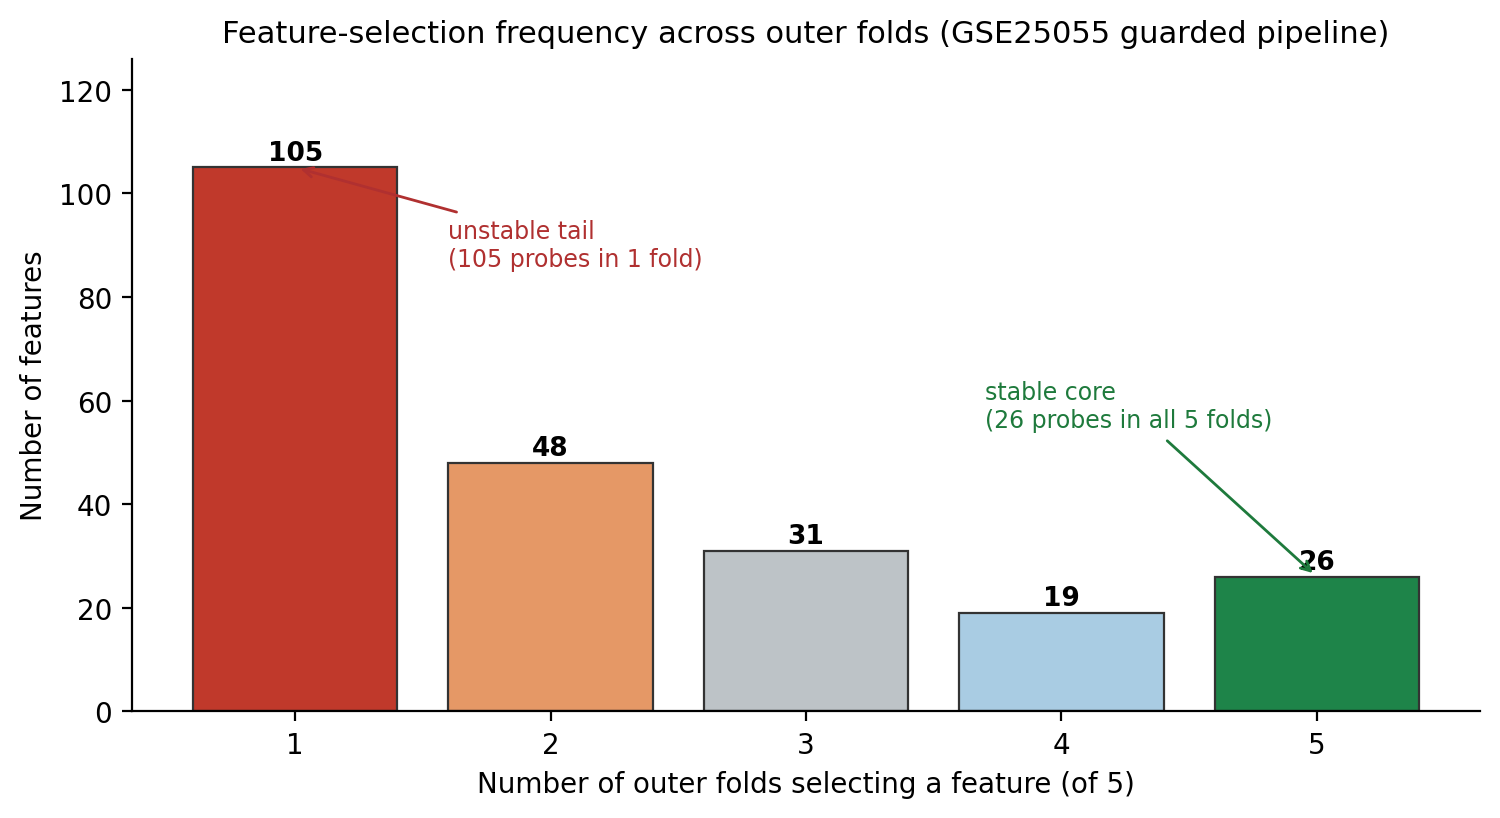 Feature-selection frequency across outer folds (GSE25055 guarded pipeline)
Number of features
120
100
80
60
40
20
0
105
unstable tail
(105 probes in 1 fold)
48
31
19
stable core
(26 probes in all 5 folds)
26
1
2
3
4
5
Number of outer folds selecting a feature (of 5)